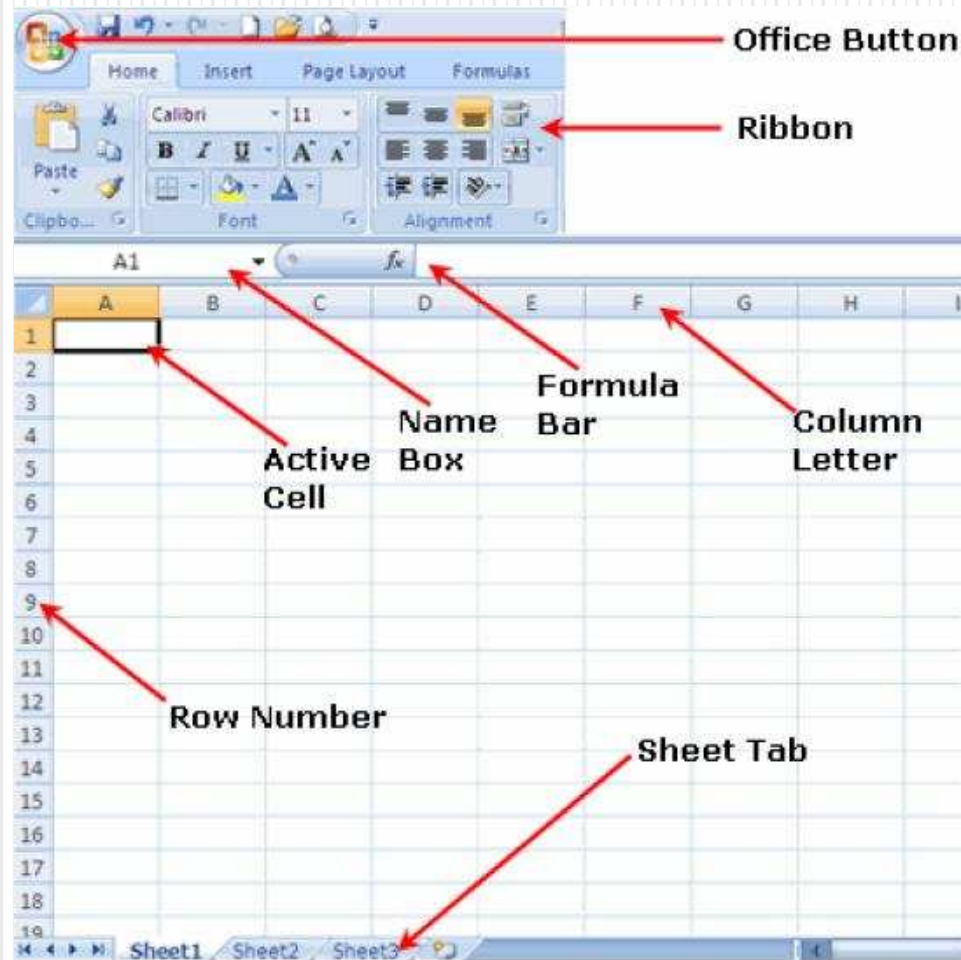 Office Button
Home Insert Page Layout Formulas
Calibri 11
Ribbon
B I U A A
Paste
A
Clipbo... Font Alignment
A1 fx
A B C D E F G H I
1
2
Formula
3
Name Bar Column
4
Active Box Letter
5
Cell
6
7
8
9
10
11
12
Row Number
13
Sheet Tab
14
15
16
17
18
19
Sheet1 Sheet2 Sheet3